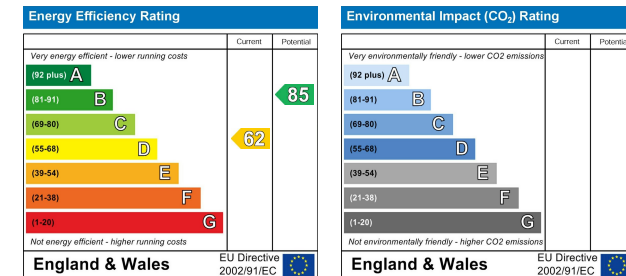 Energy Efficiency Rating
Current Potential
Very energy efficient - lower running costs
(92 plus) A
(81-91) B
85
(69-80) C
62
(55-68) D
(39-54) E
(21-38) F
(1-20) G
Not energy efficient - higher running costs
England & Wales
EU Directive
2002/91/EC
Environmental Impact (CO₂) Rating
Current Potential
Very environmentally friendly - lower CO2 emissions
(92 plus) A
(81-91) B
(69-80) C
(55-68) D
(39-54) E
(21-38) F
(1-20) G
Not environmentally friendly - higher CO2 emissions
England & Wales
EU Directive
2002/91/EC